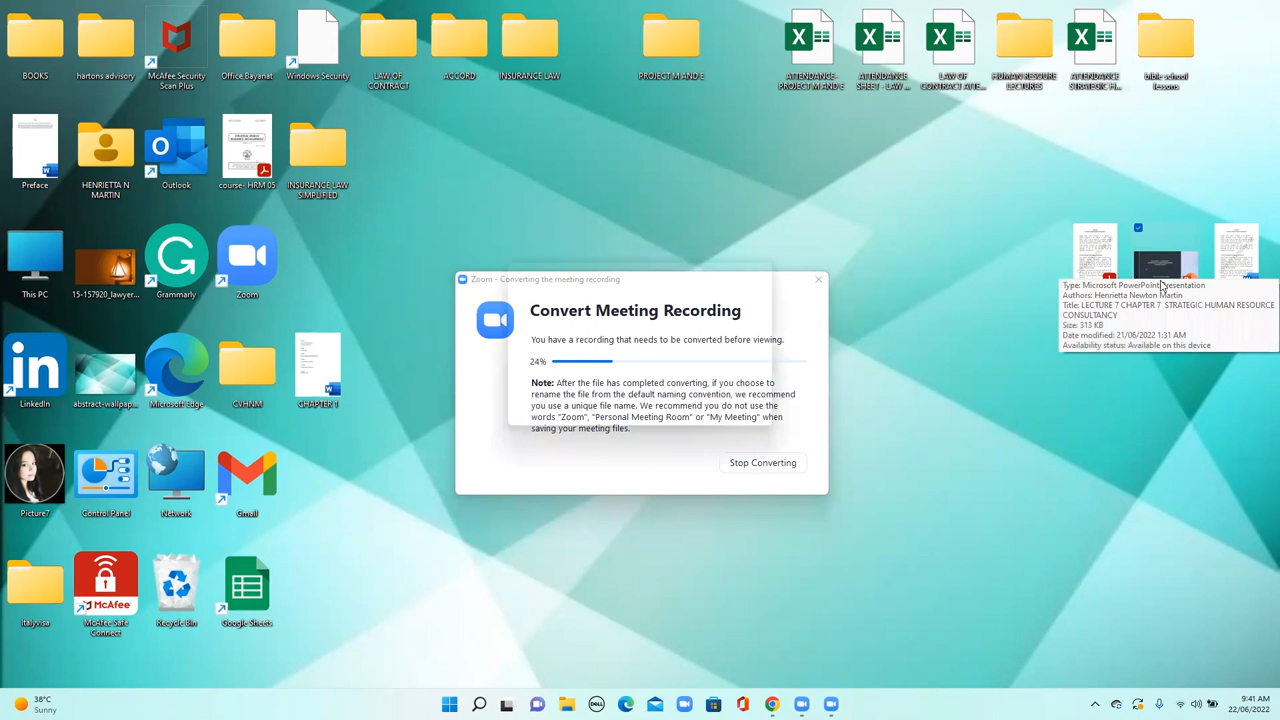 BOOKS
hartons advisory
McAfee Security
Scan Plus
Office Bayanat
Windows Security
LAW OF
CONTRACT
ACCORD
INSURANCE LAW
PROJECT M AND E
ATTENDANCE-
PROJECT M AND E
ATTENDANCE
SHEET - LAW ...
LAW OF
CONTRACT ATTE...
HUMAN RESOURE
LECTURES
ATTENDANCE
STRATEGIC H...
bible school
lessons
Preface
HENRIETTA N
MARTIN
Outlook
course- HRM 05
INSURANCE LAW
SIMPLIFIED
This PC
15-157920_lawyer...
Grammarly
Zoom
Type: Microsoft PowerPoint Presentation
Authors: Henrietta Newton Martin
Title: LECTURE 7 CHAPTER 7 STRATEGIC HUMAN RESOURCE
CONSULTANCY
Size: 313 KB
Date modified: 21/06/2022 1:31 AM
Availability status: Available on this device
Zoom - Converting the meeting recording
Convert Meeting Recording
You have a recording that needs to be converted before viewing.
24%
Note: After the file has completed converting, if you choose to
rename the file from the default naming convention, we recommend
you use a unique file name. We recommend you do not use the
words "Zoom", "Personal Meeting Room" or "My Meeting" when
saving your meeting files.
Stop Converting
LinkedIn
abstract-wallpap...
Microsoft Edge
CVHNM
CHAPTER 1
Picture7
Control Panel
Network
Gmail
Italyvisa
McAfee
McAfee Safe
Connect
Recycle Bin
Google Sheets
38°C
Sunny
9:41 AM
22/06/2022